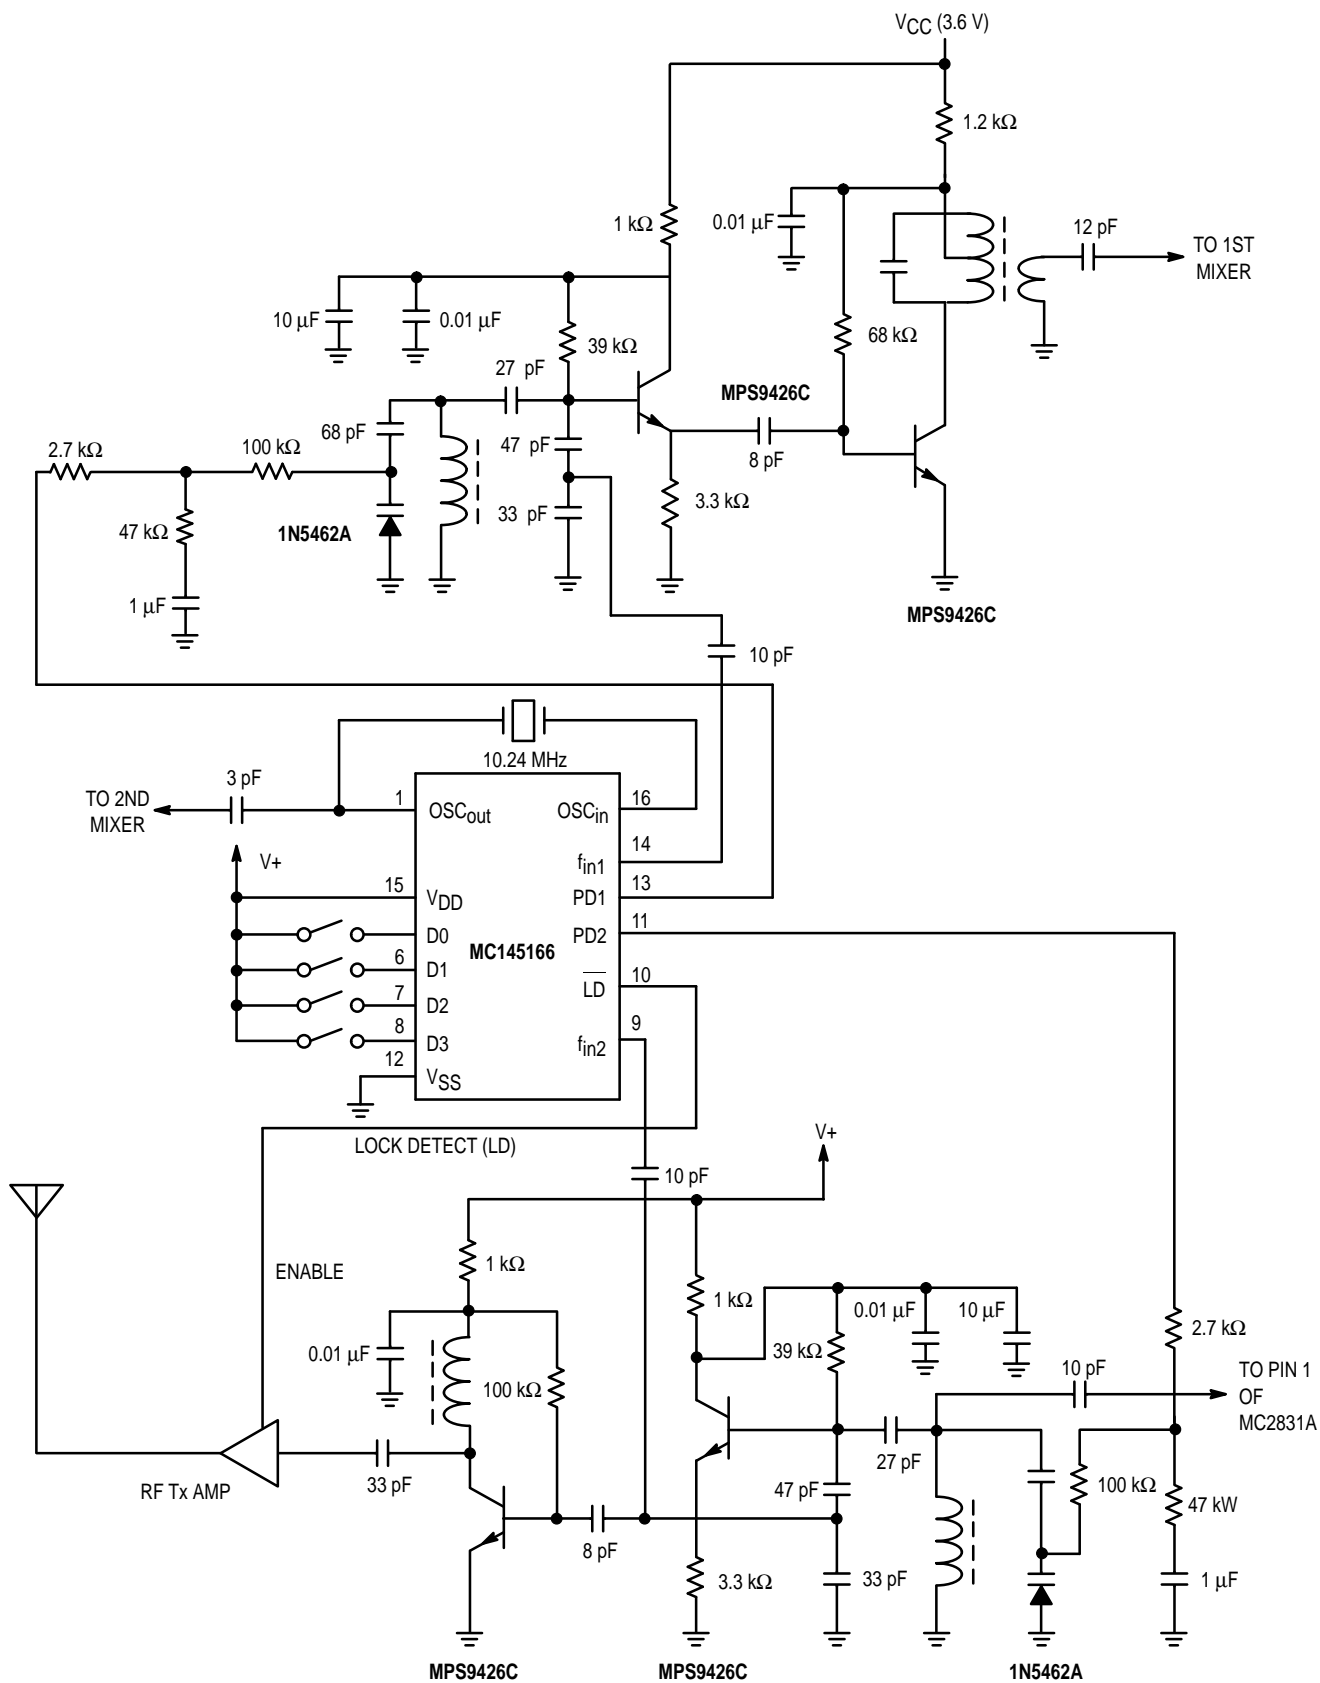 VCC (3.6 V)
1.2 kΩ
1 kΩ
0.01 µF
12 pF
TO 1ST
MIXER
10 µF
0.01 µF
39 kΩ
68 kΩ
27 pF
MPS9426C
68 pF
47 pF
8 pF
2.7 kΩ
100 kΩ
3.3 kΩ
47 kΩ
1N5462A
33 pF
1 µF
MPS9426C
10 pF
10.24 MHz
3 pF
TO 2ND
MIXER
1
OSCout
OSCin
16
V+
14
fin1
15
VDD
PD1
13
D0
MC145166
PD2
11
6
D1
7
D2
LD
10
8
D3
fin2
9
12
VSS
LOCK DETECT (LD)
V+
10 pF
ENABLE
1 kΩ
1 kΩ
0.01 µF
10 µF
2.7 kΩ
0.01 µF
39 kΩ
100 kΩ
10 pF
TO PIN 1
OF
MC2831A
RF Tx AMP
33 pF
27 pF
47 pF
100 kΩ
47 kW
8 pF
3.3 kΩ
33 pF
1 µF
MPS9426C
MPS9426C
1N5462A